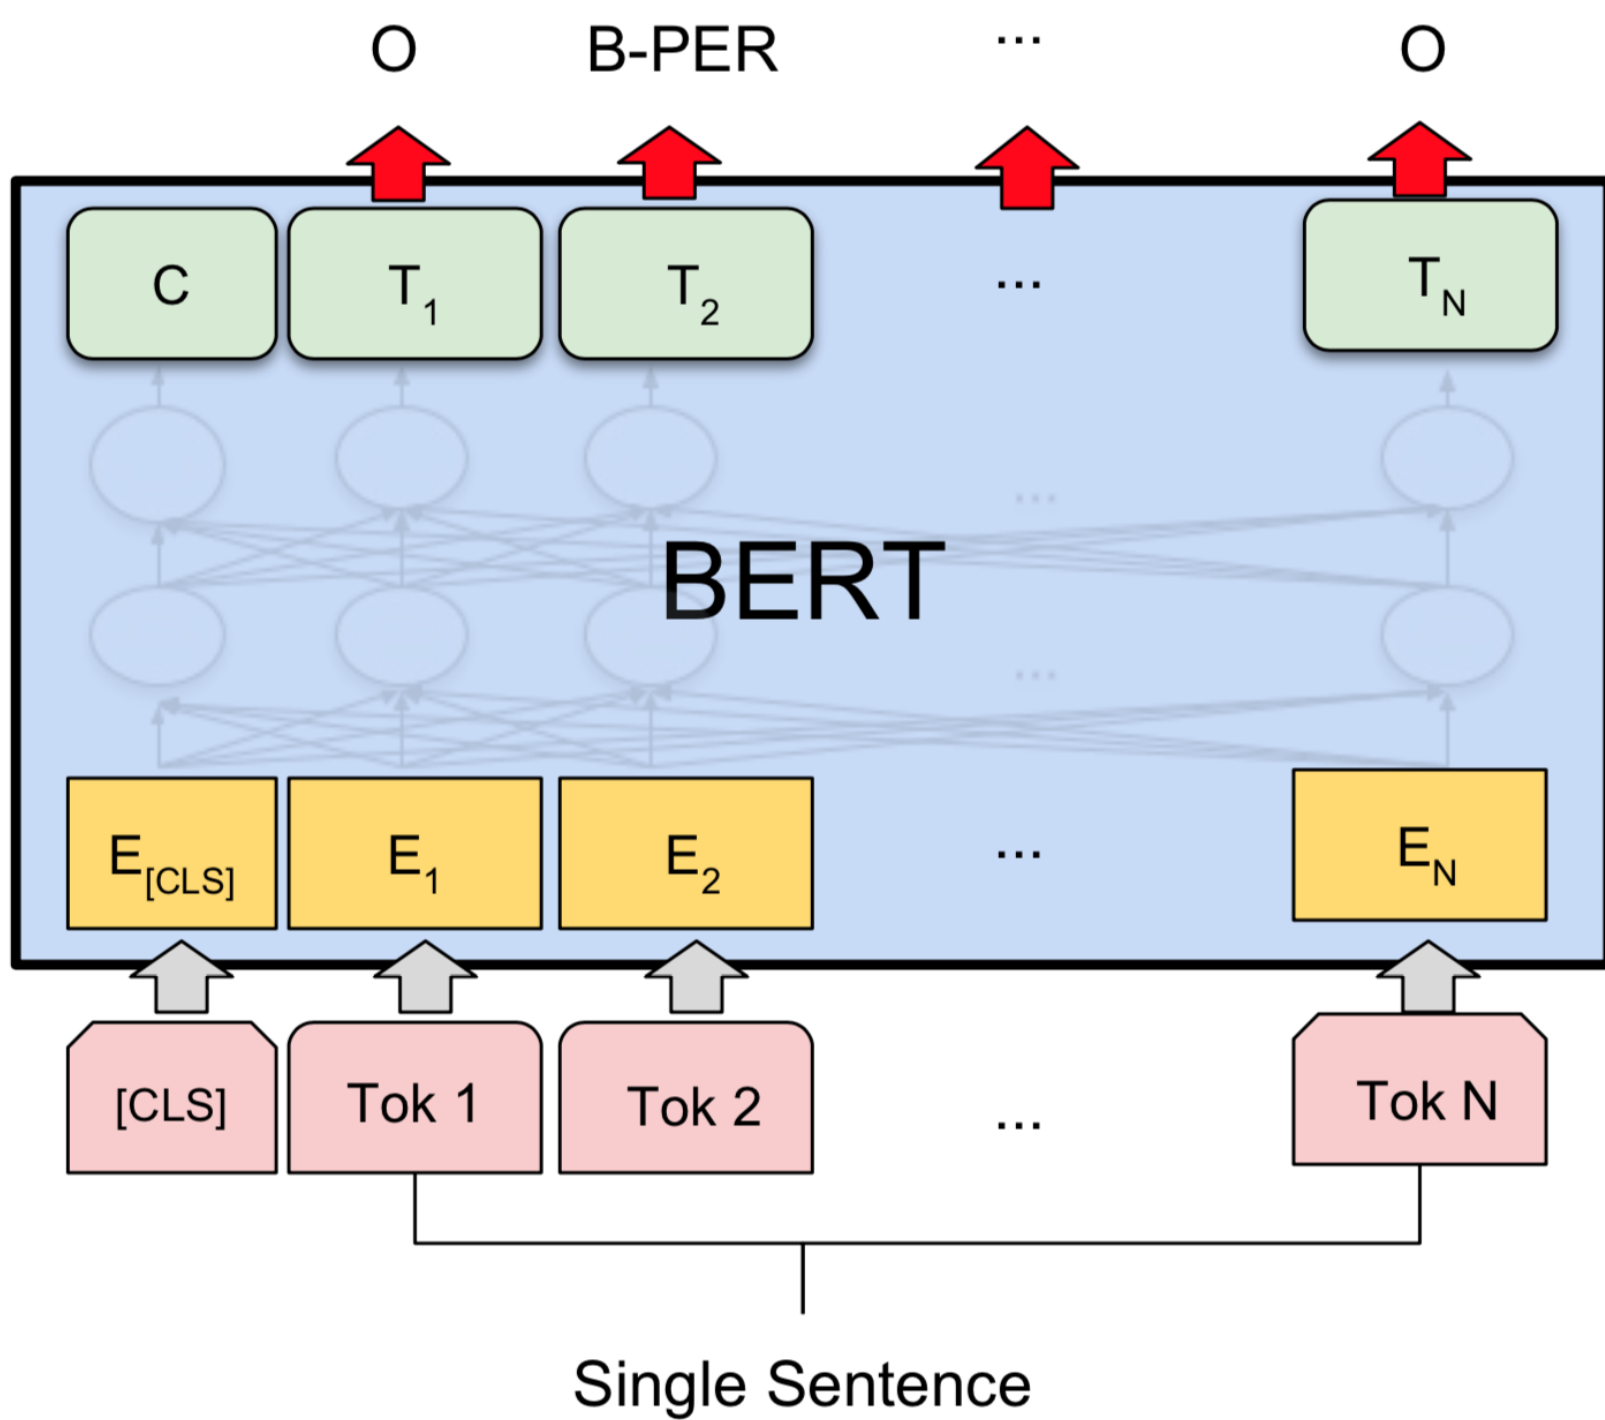 O B-PER ... O
C T1 T2 ... TN
...
BERT
...
E[CLS] E1 E2 ... EN
[CLS] Tok 1 Tok 2 ... Tok N
Single Sentence